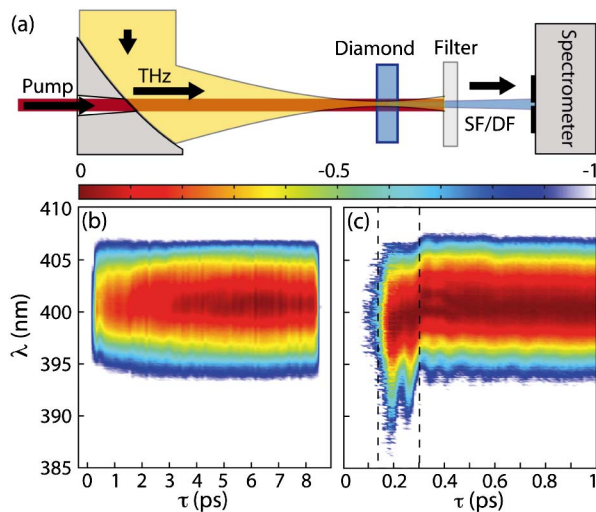 (a)
Pump
THz
Diamond
Filter
SF/DF
Spectrometer
0
-0.5
-1
(b)
(c)
λ (nm)
410
405
400
395
390
385
0 1 2 3 4 5 6 7 8
τ (ps)
0.2 0.4 0.6 0.8 1
τ (ps)